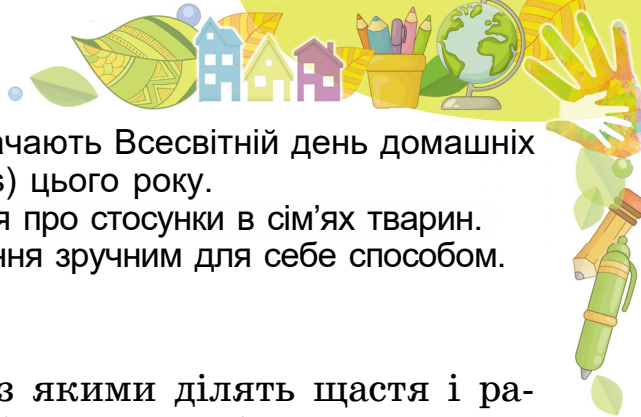 чають Всесвітній день домашніх
s) цього року.
я про стосунки в сім'ях тварин.
ння зручним для себе способом.
з якими ділять щастя і ра-